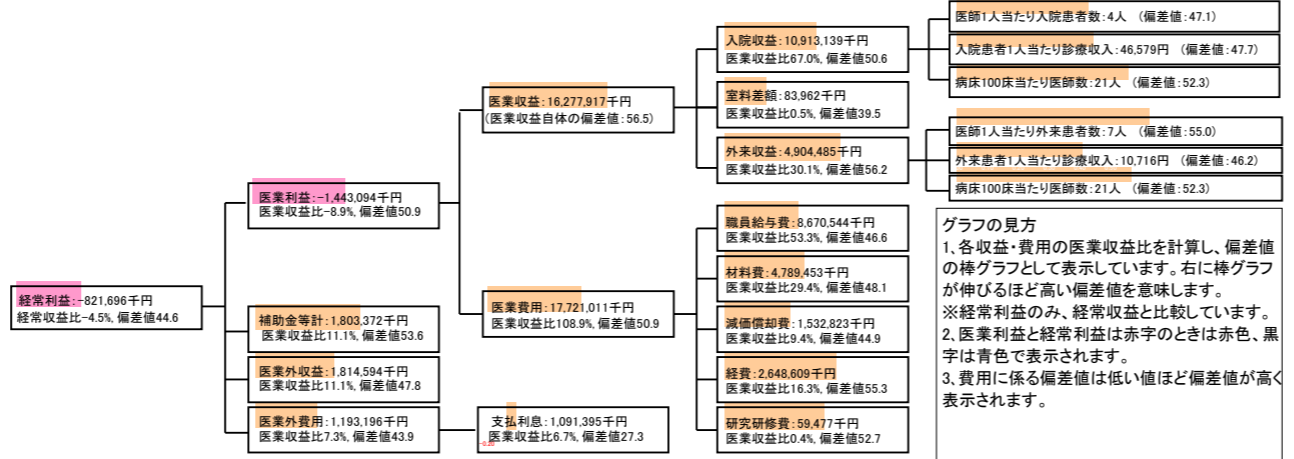 経常利益:-821,696千円
経常収益比-4.5%, 偏差値44.6
医業利益:-1,443,094千円
医業収益比-8.9%, 偏差値50.9
補助金等計:1,803,372千円
医業収益比11.1%, 偏差値53.6
医業外収益:1,814,594千円
医業収益比11.1%, 偏差値47.8
医業外費用:1,193,196千円
医業収益比7.3%, 偏差値43.9
医業収益:16,277,917千円
(医業収益自体の偏差値:56.5)
医業費用:17,721,011千円
医業収益比108.9%, 偏差値50.9
支払利息:1,091,395千円
医業収益比6.7%, 偏差値27.3
入院収益:10,913,139千円
医業収益比67.0%, 偏差値50.6
室料差額:83,962千円
医業収益比0.5%, 偏差値39.5
外来収益:4,904,485千円
医業収益比30.1%, 偏差値56.2
職員給与費:8,670,544千円
医業収益比53.3%, 偏差値46.6
材料費:4,789,453千円
医業収益比29.4%, 偏差値48.1
減価償却費:1,532,823千円
医業収益比9.4%, 偏差値44.9
経費:2,648,609千円
医業収益比16.3%, 偏差値55.3
研究研修費:59,477千円
医業収益比0.4%, 偏差値52.7
医師1人当たり入院患者数:4人 (偏差値:47.1)
入院患者1人当たり診療収入:46,579円 (偏差値:47.7)
病床100床当たり医師数:21人 (偏差値:52.3)
医師1人当たり外来患者数:7人 (偏差値:55.0)
外来患者1人当たり診療収入:10,716円 (偏差値:46.2)
病床100床当たり医師数:21人 (偏差値:52.3)
グラフの見方
1、各収益・費用の医業収益比を計算し、偏差値
の棒グラフとして表示しています。右に棒グラフ
が伸びるほど高い偏差値を意味します。
※経常利益のみ、経常収益と比較しています。
2、医業利益と経常利益は赤字のときは赤色、黒
字は青色で表示されます。
3、費用に係る偏差値は低い値ほど偏差値が高く
表示されます。